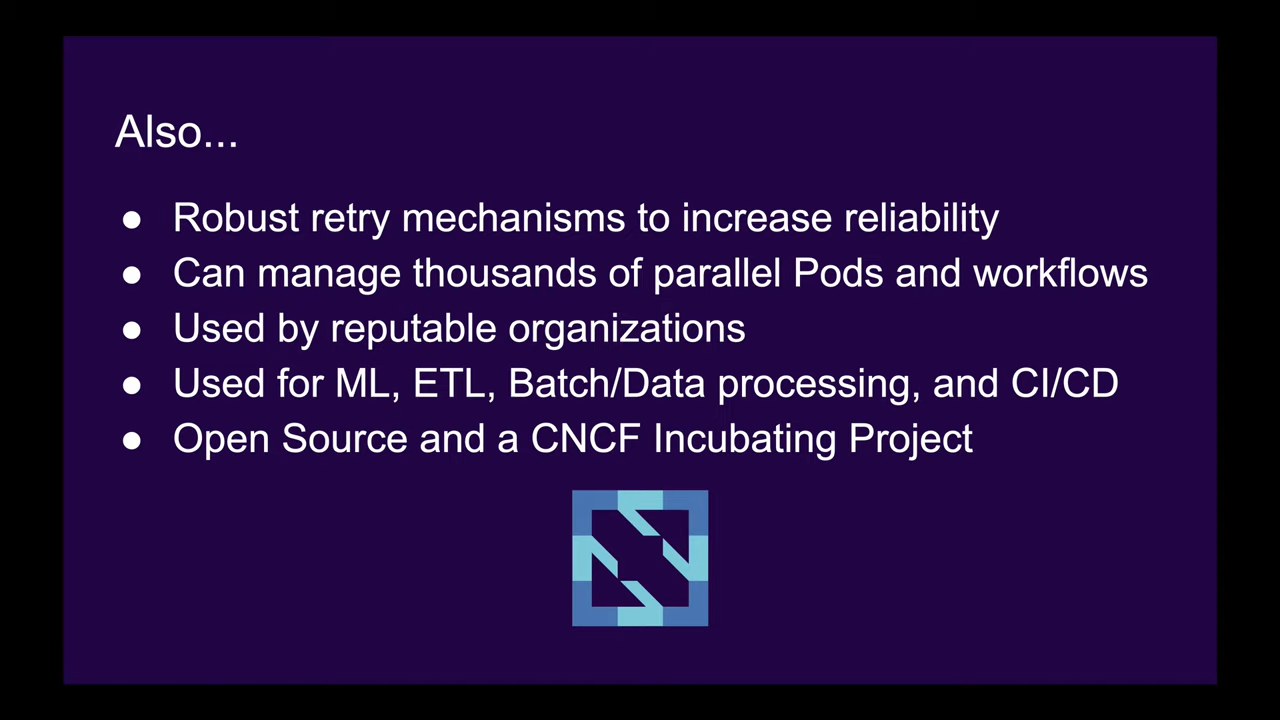 Also...
● Robust retry mechanisms to increase reliability
● Can manage thousands of parallel Pods and workflows
● Used by reputable organizations
● Used for ML, ETL, Batch/Data processing, and CI/CD
● Open Source and a CNCF Incubating Project